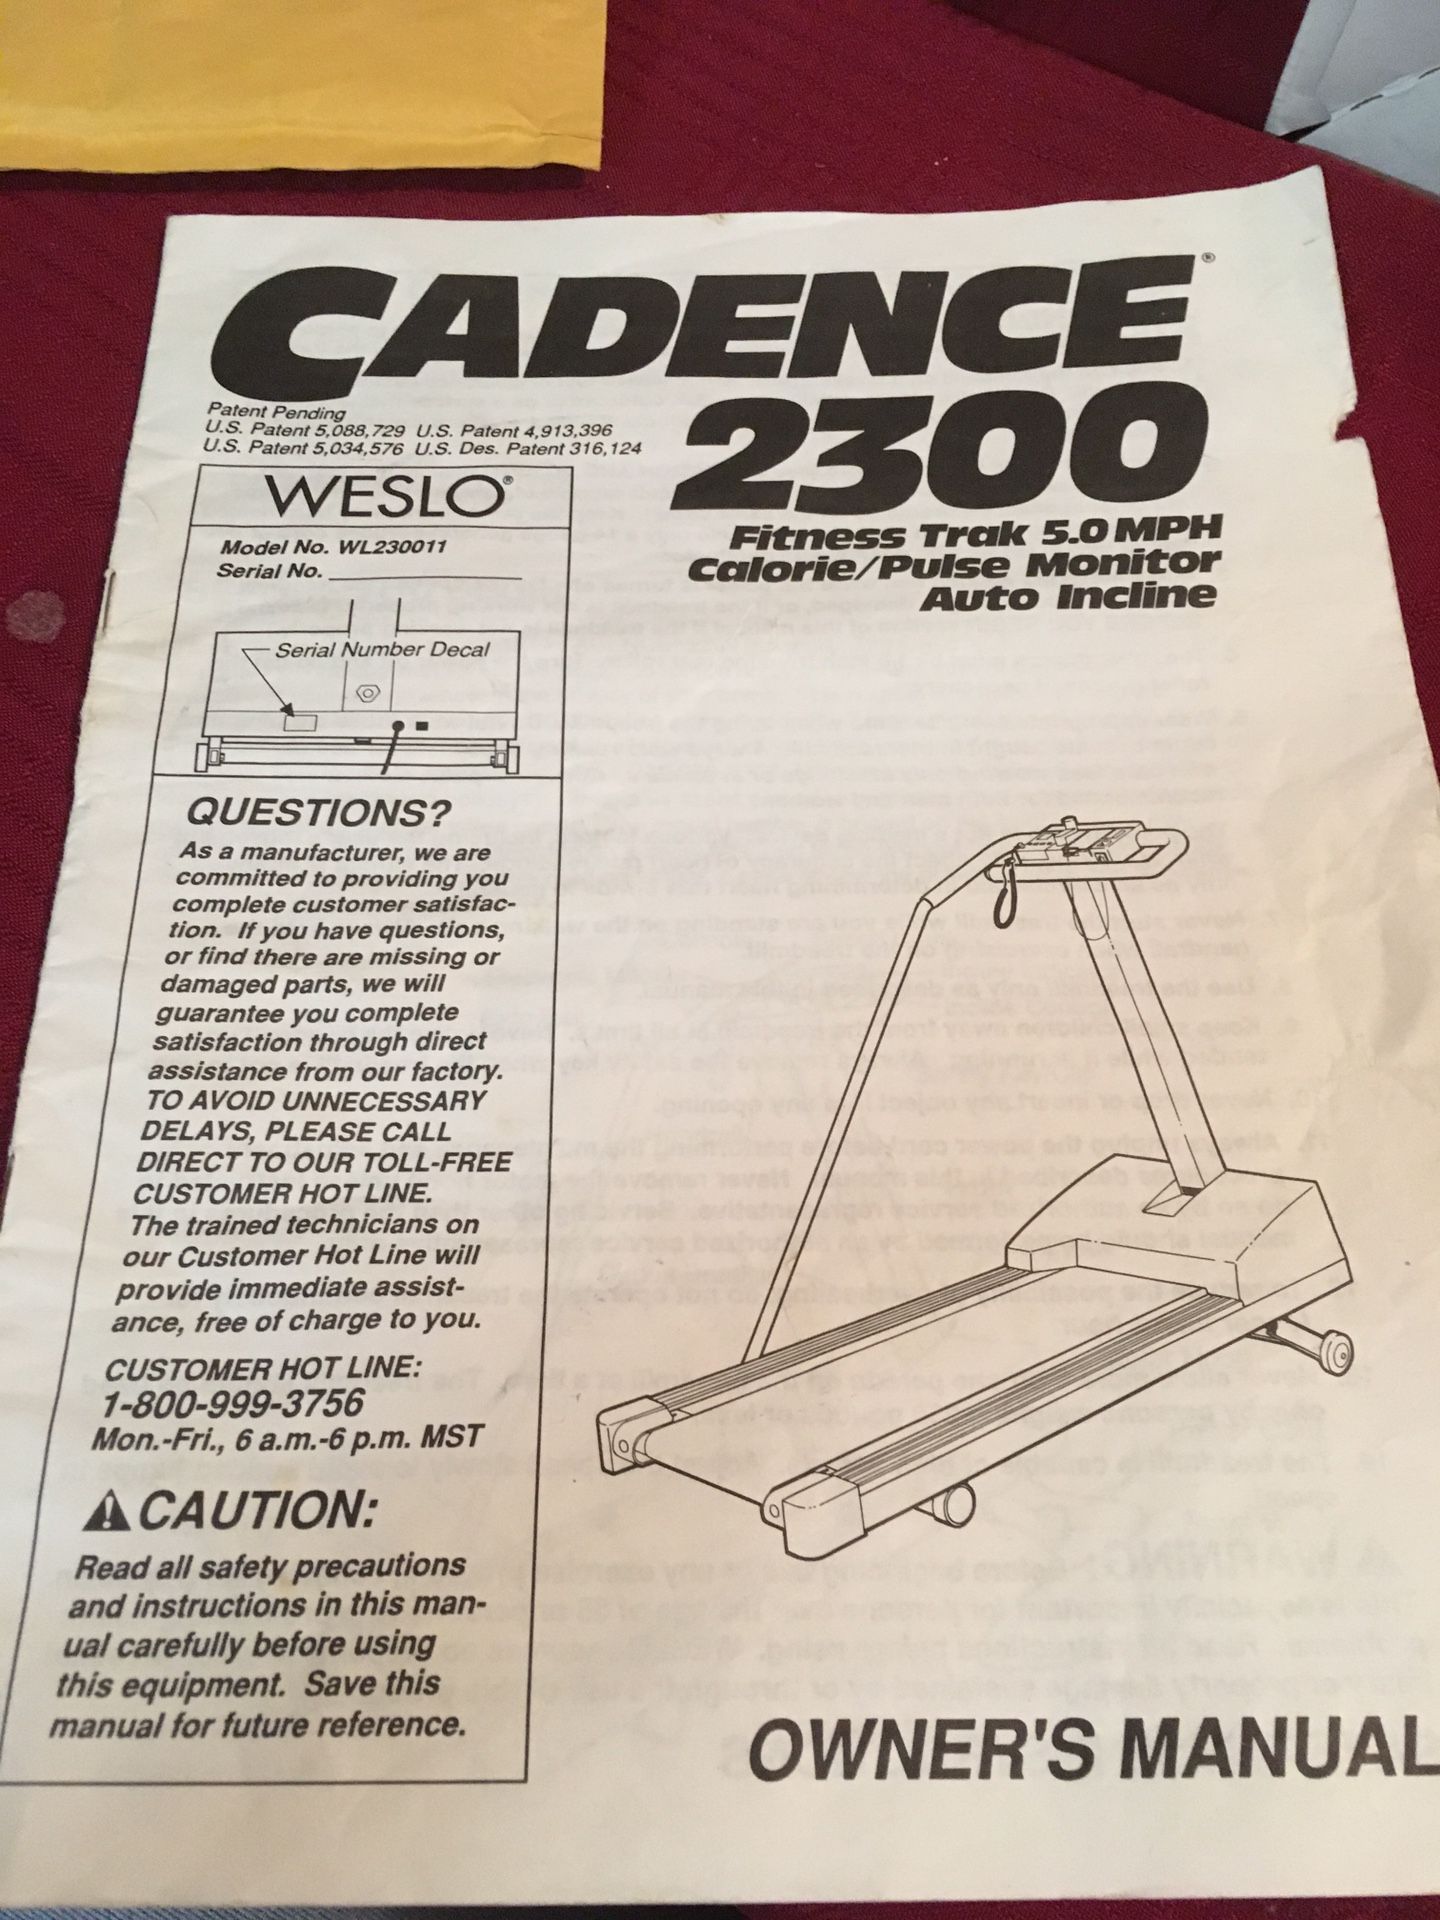 CADENCE®
2300
Patent Pending
U.S. Patent 5,088,729 U.S. Patent 4,913,396
U.S. Patent 5,034,576 U.S. Des. Patent 316,124
Fitness Trak 5.0 MPH
Calorie/Pulse Monitor
Auto Incline
WESLO®
Model No. WL230011
Serial No.
Serial Number Decal
QUESTIONS?
As a manufacturer, we are
committed to providing you
complete customer satisfac-
tion. If you have questions,
or find there are missing or
damaged parts, we will
guarantee you complete
satisfaction through direct
assistance from our factory.
TO AVOID UNNECESSARY
DELAYS, PLEASE CALL
DIRECT TO OUR TOLL-FREE
CUSTOMER HOT LINE.
The trained technicians on
our Customer Hot Line will
provide immediate assist-
ance, free of charge to you.
CUSTOMER HOT LINE:
1-800-999-3756
Mon.-Fri., 6 a.m.-6 p.m. MST
CAUTION:
Read all safety precautions
and instructions in this man-
ual carefully before using
this equipment. Save this
manual for future reference.
OWNER'S MANUAL